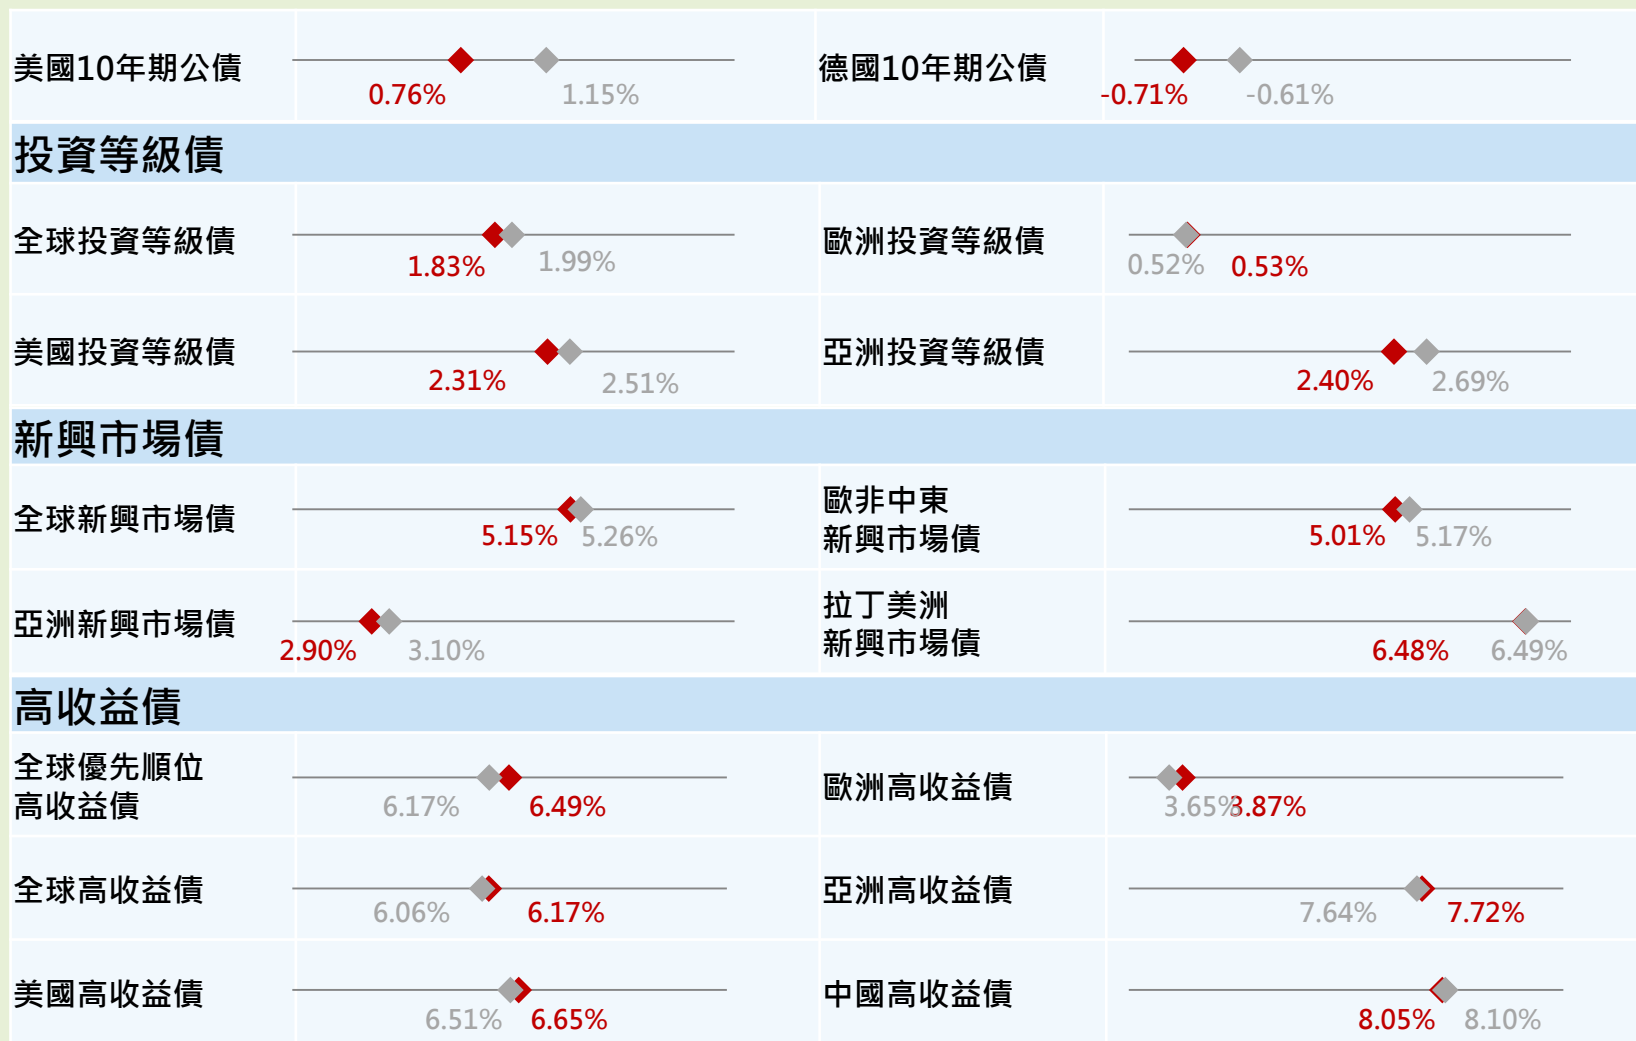 美國10年期公債
0.76%
1.15%
德國10年期公債
-0.71%
-0.61%
投資等級債
全球投資等級債
1.83%
1.99%
歐洲投資等級債
0.52%
0.53%
美國投資等級債
2.31%
2.51%
亞洲投資等級債
2.40%
2.69%
新興市場債
全球新興市場債
5.15%
5.26%
歐非中東
新興市場債
5.01%
5.17%
亞洲新興市場債
2.90%
3.10%
拉丁美洲
新興市場債
6.48%
6.49%
高收益債
全球優先順位
高收益債
6.17%
6.49%
歐洲高收益債
3.65%
3.87%
全球高收益債
6.06%
6.17%
亞洲高收益債
7.64%
7.72%
美國高收益債
6.51%
6.65%
中國高收益債
8.05%
8.10%